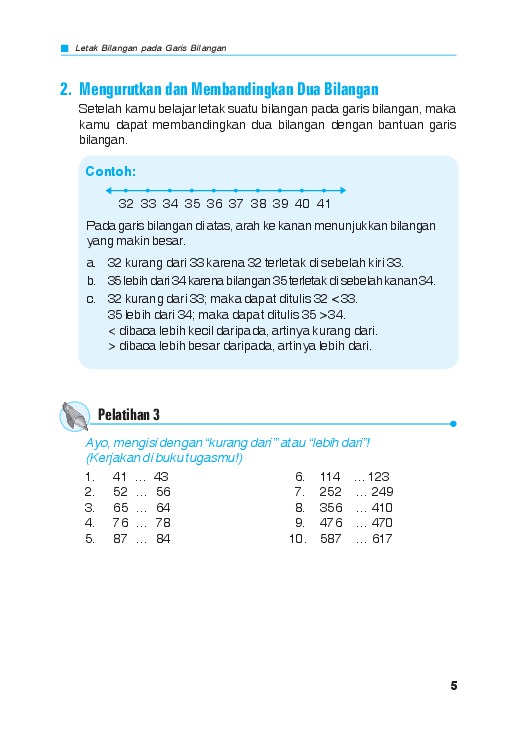 Letak Bilangan pada Garis Bilangan
2. Mengurutkan dan Membandingkan Dua Bilangan
Setelah kamu belajar letak suatu bilangan pada garis bilangan, maka
kamu dapat membandingkan dua bilangan dengan bantuan garis
bilangan.
Contoh:
32 33 34 35 36 37 38 39 40 41
Pada garis bilangan di atas, arah ke kanan menunjukkan bilangan
yang makin besar.
a. 32 kurang dari 33 karena 32 terletak di sebelah kiri 33.
b. 35 lebih dari 34 karena bilangan 35 terletak di sebelah kanan 34.
c. 32 kurang dari 33; maka dapat ditulis 32 < 33.
35 lebih dari 34; maka dapat ditulis 35 > 34.
< dibaca lebih kecil daripada, artinya kurang dari.
> dibaca lebih besar daripada, artinya lebih dari.
Pelatihan 3
Ayo, mengisi dengan “kurang dari’” atau “lebih dari”!
(Kerjakan di buku tugasmu!)
1. 41 ... 43
2. 52 ... 56
3. 65 ... 64
4. 76 ... 78
5. 87 ... 84
6. 114 ... 123
7. 252 ... 249
8. 356 ... 410
9. 476 ... 470
10. 587 ... 617
5